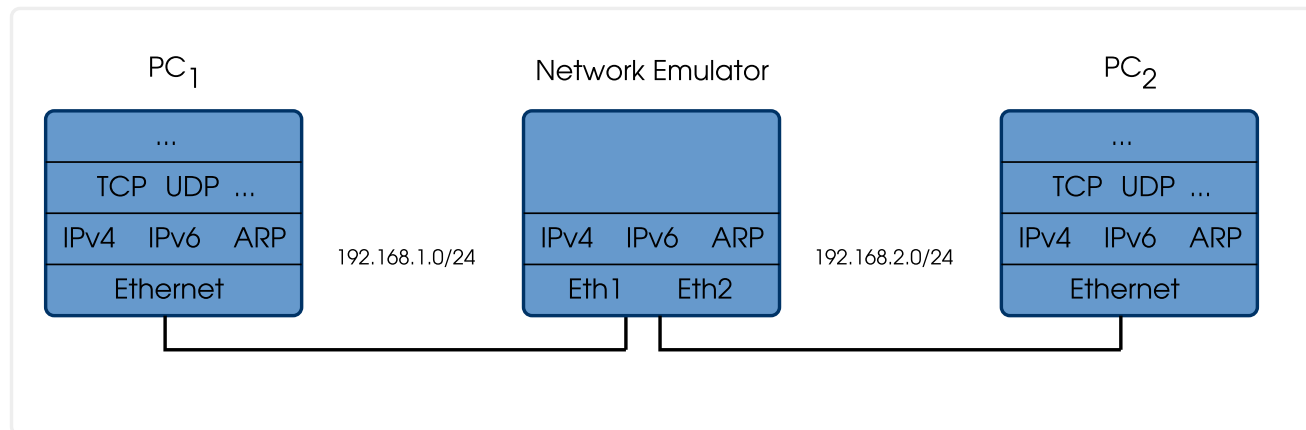 PC1
Network Emulator
PC2
...
...
TCP UDP ...
TCP UDP ...
IPv4 IPv6 ARP
192.168.1.0/24
IPv4 IPv6 ARP
192.168.2.0/24
IPv4 IPv6 ARP
Ethernet
Eth1 Eth2
Ethernet